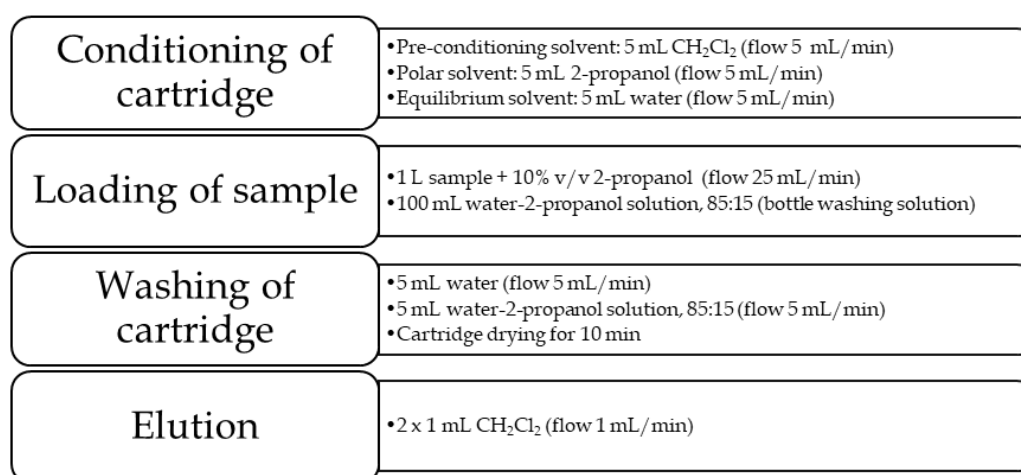 Conditioning of
cartridge
•Pre-conditioning solvent: 5 mL CH₂Cl₂ (flow 5 mL/min)
•Polar solvent: 5 mL 2-propanol (flow 5 mL/min)
•Equilibrium solvent: 5 mL water (flow 5 mL/min)
Loading of sample
•1 L sample + 10% v/v 2-propanol (flow 25 mL/min)
•100 mL water-2-propanol solution, 85:15 (bottle washing solution)
Washing of
cartridge
•5 mL water (flow 5 mL/min)
•5 mL water-2-propanol solution, 85:15 (flow 5 mL/min)
•Cartridge drying for 10 min
Elution
•2 x 1 mL CH₂Cl₂ (flow 1 mL/min)